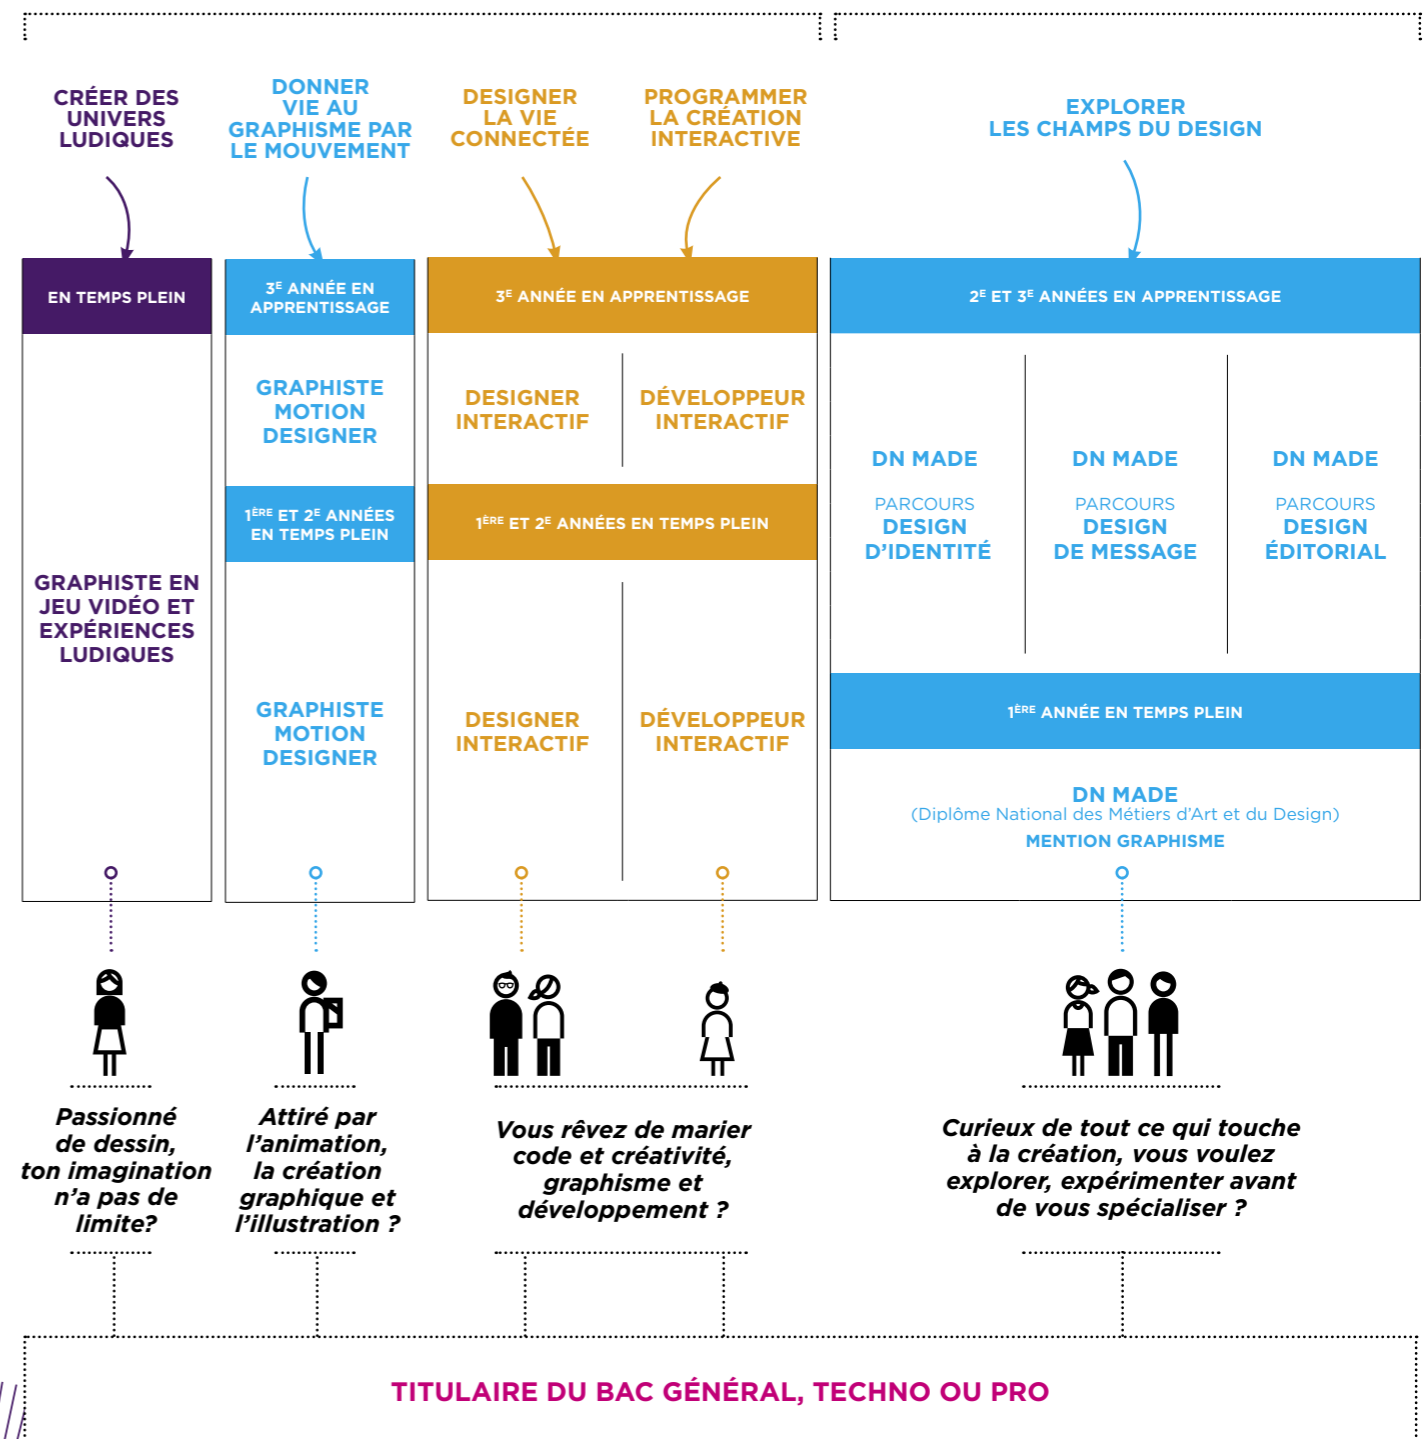 CRÉER DES
UNIVERS
LUDIQUES
DONNER
VIE AU
GRAPHISME PAR
LE MOUVEMENT
DESIGNER
LA VIE
CONNECTÉE
PROGRAMMER
LA CRÉATION
INTERACTIVE
EXPLORER
LES CHAMPS DU DESIGN
EN TEMPS PLEIN
3E ANNÉE EN
APPRENTISSAGE
3E ANNÉE EN APPRENTISSAGE
2E ET 3E ANNÉES EN APPRENTISSAGE
GRAPHISTE
MOTION
DESIGNER
DESIGNER
INTERACTIF
DÉVELOPPEUR
INTERACTIF
DN MADE
PARCOURS
DESIGN
D'IDENTITÉ
DN MADE
PARCOURS
DESIGN
DE MESSAGE
DN MADE
PARCOURS
DESIGN
ÉDITORIAL
1ÈRE ET 2E ANNÉES
EN TEMPS PLEIN
1ÈRE ET 2E ANNÉES EN TEMPS PLEIN
GRAPHISTE EN
JEU VIDÉO ET
EXPÉRIENCES
LUDIQUES
GRAPHISTE
MOTION
DESIGNER
DESIGNER
INTERACTIF
DÉVELOPPEUR
INTERACTIF
1ÈRE ANNÉE EN TEMPS PLEIN
DN MADE
(Diplôme National des Métiers d'Art et du Design)
MENTION GRAPHISME
Passionné
de dessin,
ton imagination
n'a pas de
limite?
Attiré par
l'animation,
la création
graphique et
l'illustration ?
Vous rêvez de marier
code et créativité,
graphisme et
développement ?
Curieux de tout ce qui touche
à la création, vous voulez
explorer, expérimenter avant
de vous spécialiser ?
TITULAIRE DU BAC GÉNÉRAL, TECHNO OU PRO